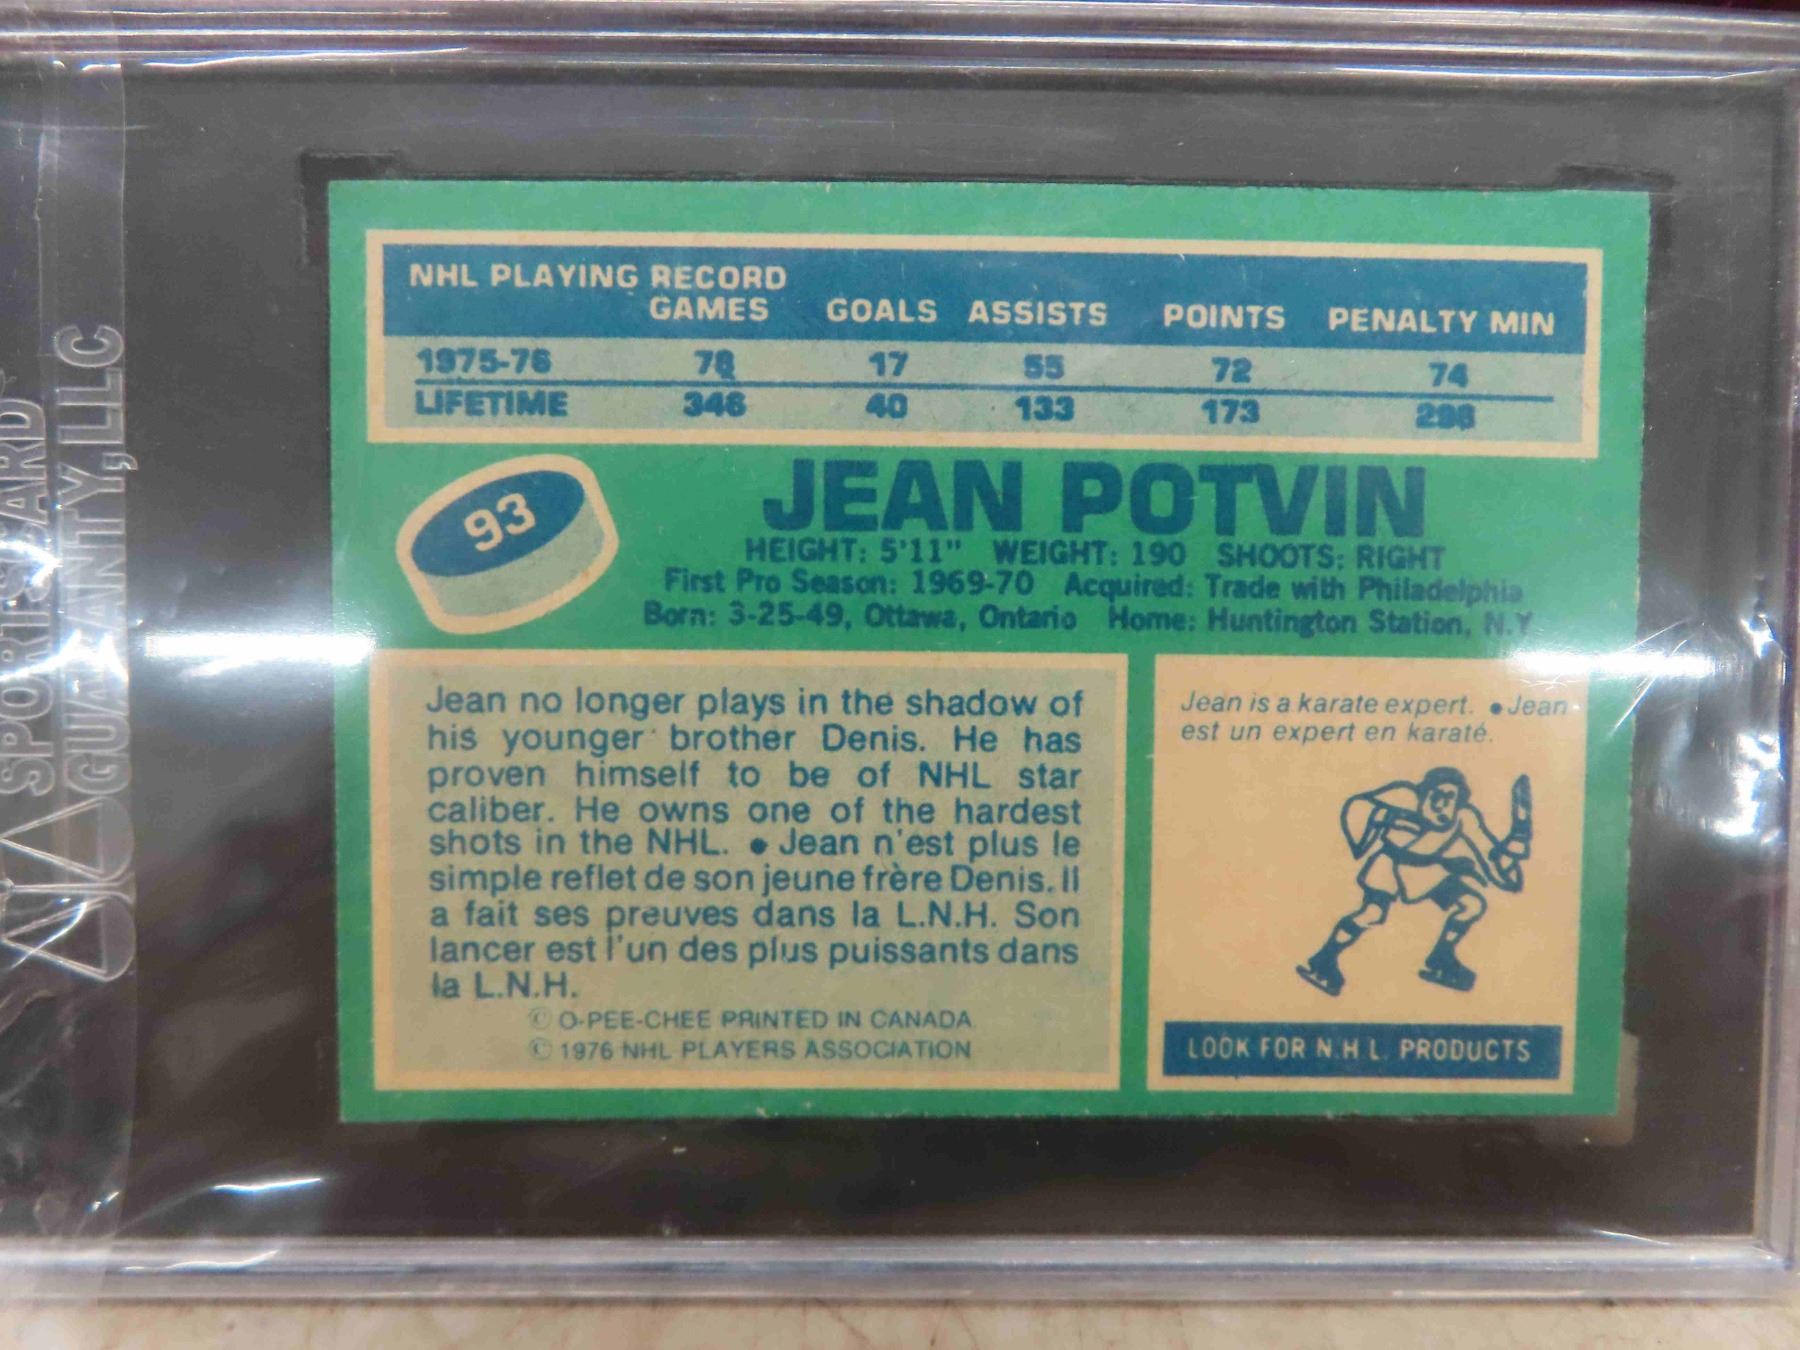 NHL PLAYING RECORD
GAMES GOALS ASSISTS POINTS PENALTY MIN
1975-76 78 17 55 72 74
LIFETIME 346 40 133 173 298
93
JEAN POTVIN
HEIGHT: 5'11" WEIGHT: 190 SHOOTS: RIGHT
First Pro Season: 1969-70 Acquired: Trade with Philadelphia
Born: 3-25-49, Ottawa, Ontario Home: Huntington Station, N.Y
Jean no longer plays in the shadow of
his younger brother Denis. He has
proven himself to be of NHL star
caliber. He owns one of the hardest
shots in the NHL. • Jean n'est plus le
simple reflet de son jeune frère Denis. Il
a fait ses preuves dans la L.N.H. Son
lancer est l'un des plus puissants dans
la L.N.H.
© O-PEE-CHEE PRINTED IN CANADA
© 1976 NHL PLAYERS ASSOCIATION
Jean is a karate expert. • Jean
est un expert en karaté.
LOOK FOR N.H.L. PRODUCTS
SPORTSCARD
GUARANTY, LLC